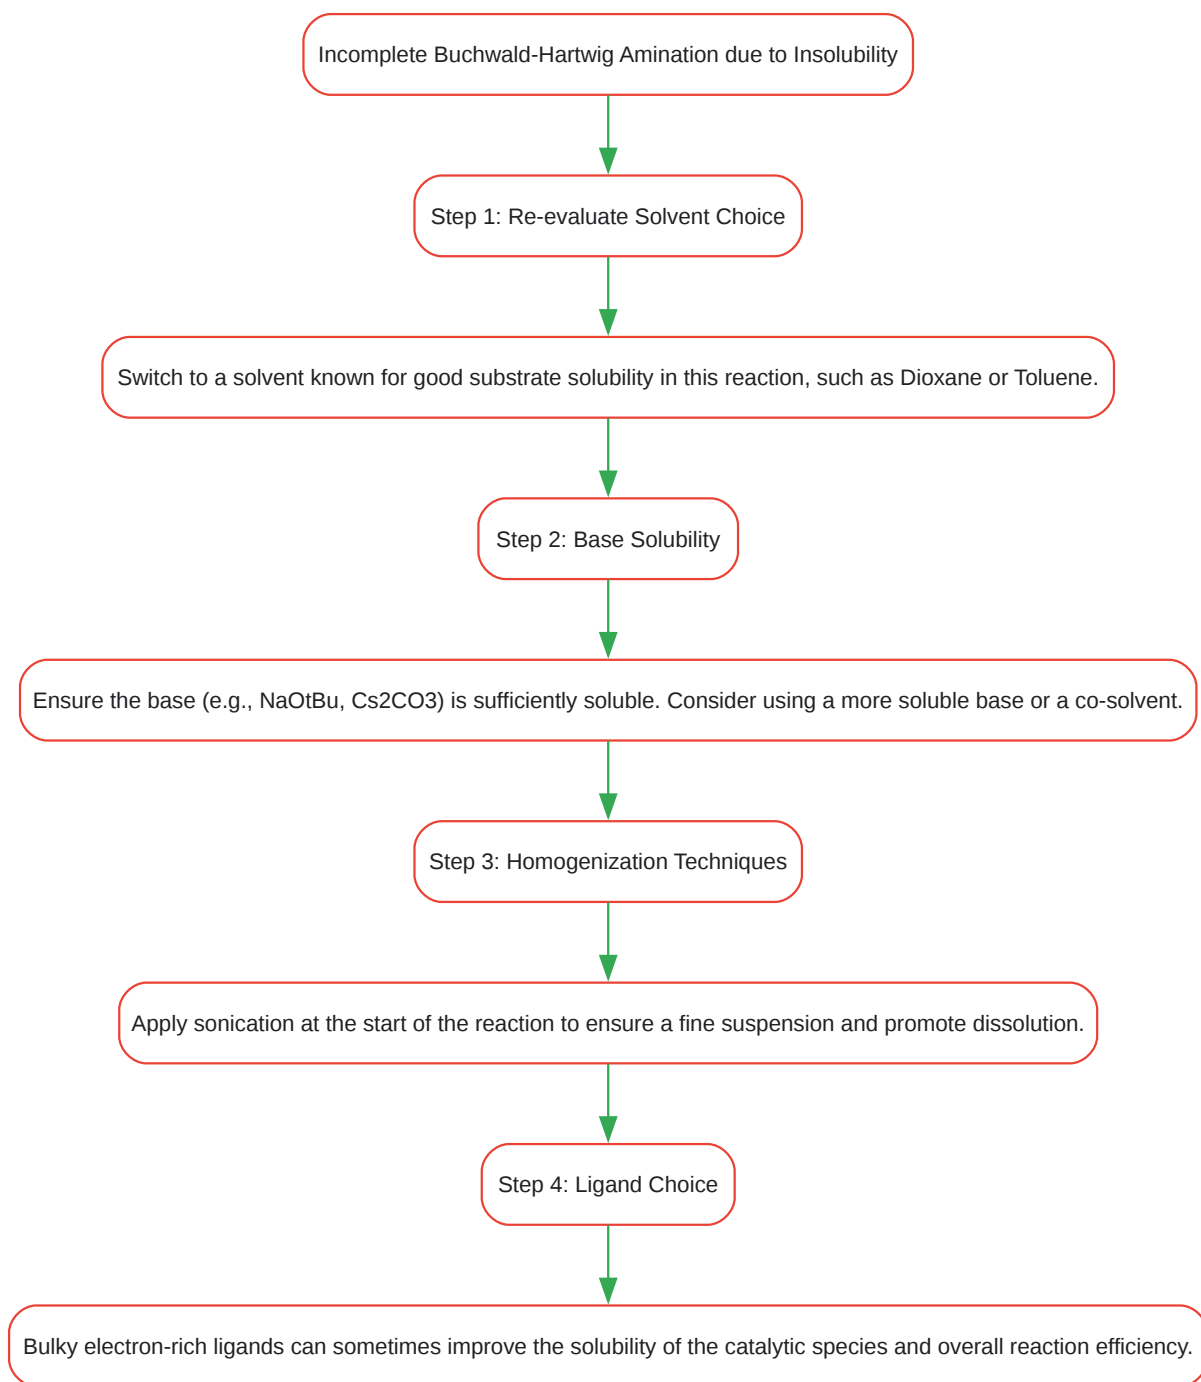 Incomplete Buchwald-Hartwig Amination due to Insolubility
Step 1: Re-evaluate Solvent Choice
Switch to a solvent known for good substrate solubility in this reaction, such as Dioxane or Toluene.
Step 2: Base Solubility
Ensure the base (e.g., NaOtBu, Cs2CO3) is sufficiently soluble. Consider using a more soluble base or a co-solvent.
Step 3: Homogenization Techniques
Apply sonication at the start of the reaction to ensure a fine suspension and promote dissolution.
Step 4: Ligand Choice
Bulky electron-rich ligands can sometimes improve the solubility of the catalytic species and overall reaction efficiency.